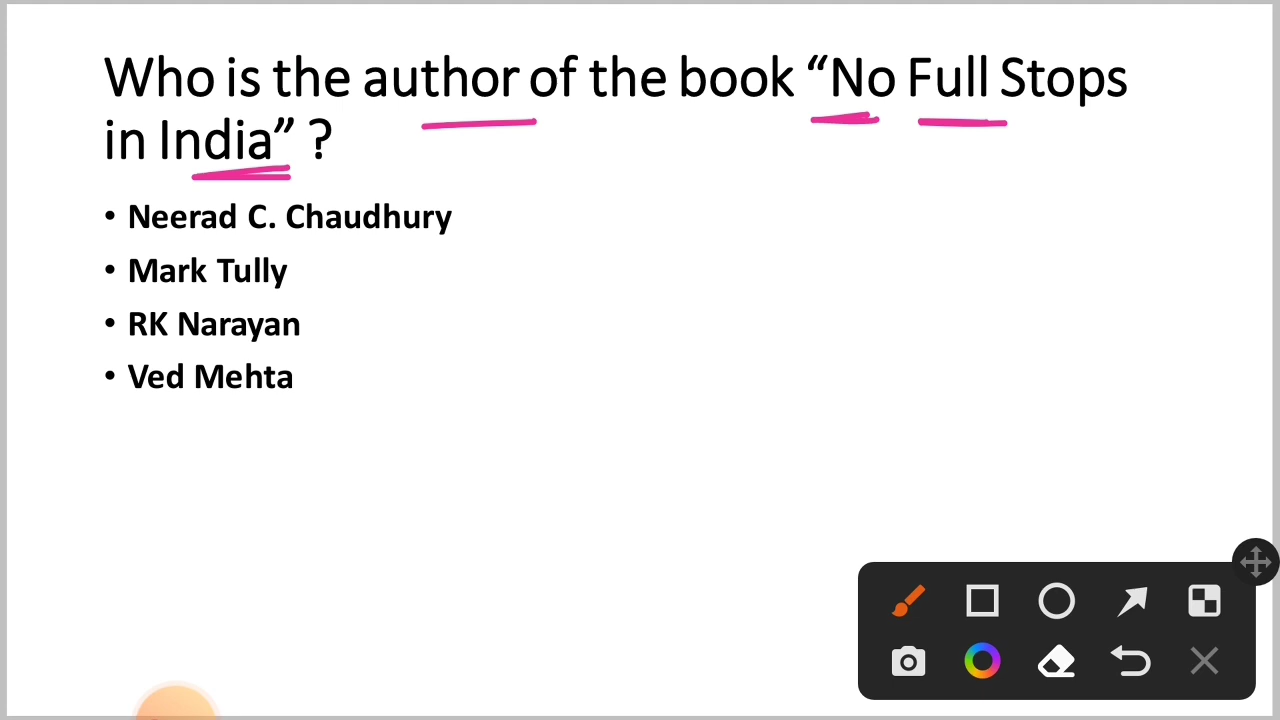 Who is the author of the book “No Full Stops
in India” ?
• Neerad C. Chaudhury
• Mark Tully
• RK Narayan
• Ved Mehta